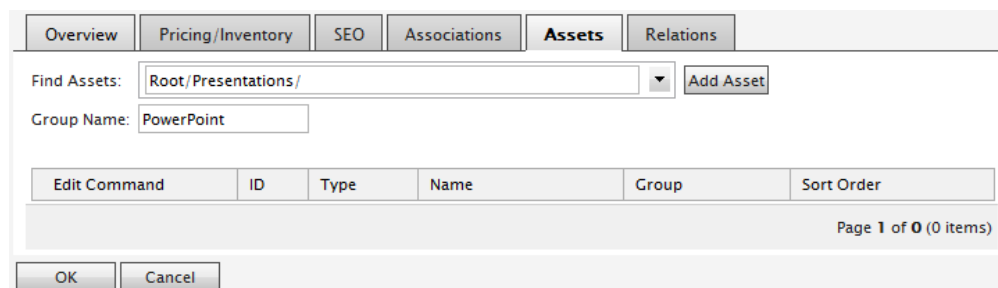 Overview Pricing/Inventory SEO Associations Assets Relations
Find Assets: Root/Presentations/ Add Asset
Group Name: PowerPoint
Edit Command ID Type Name Group Sort Order
Page 1 of 0 (0 items)
OK Cancel